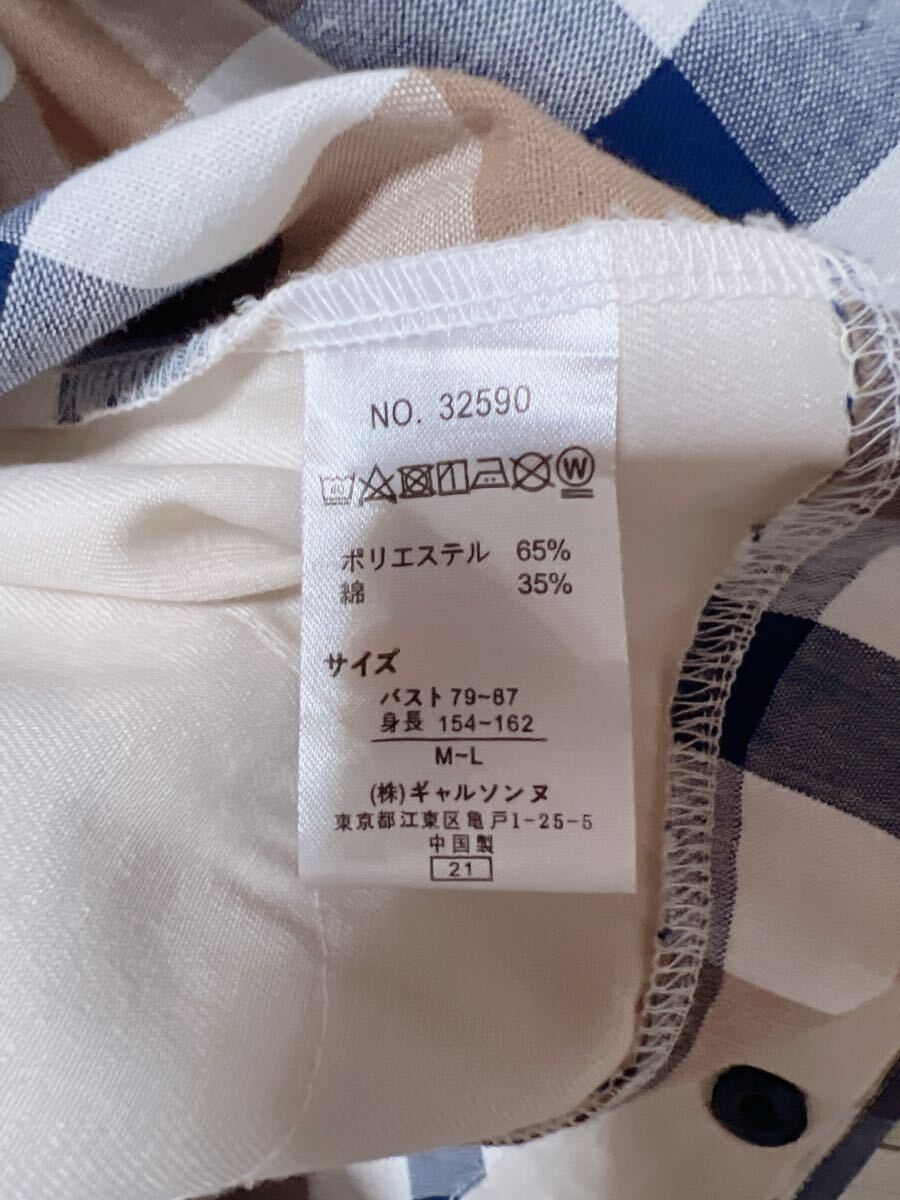 NO. 32590
40 W
ポリエステル 65%
綿 35%
サイズ
バスト 79~87
身長 154~162
M~L
(株)ギャルソンヌ
東京都江東区亀戸1-25-5
中国製
21